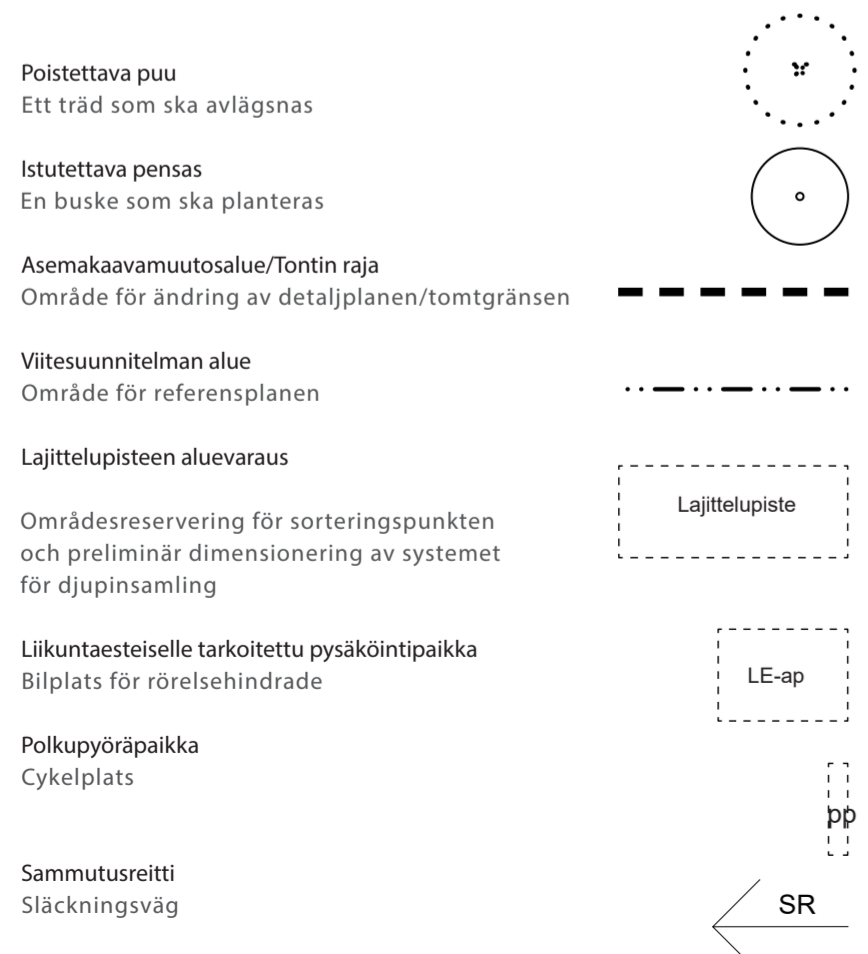 Poistettava puu
Ett träd som ska avlägsnas
Istutettava pensas
En buske som ska planteras
Asemakaavamuutosalue/Tontin raja
Område för ändring av detaljplanen/tomtgränsen
Viitesuunnitelman alue
Område för referensplanen
Lajittelupisteen aluevaraus
Lajittelupiste
Områdesreservering för sorteringspunkten
och preliminär dimensionering av systemet
för djupinsamling
Liikuntaesteiselle tarkoitettu pysäköintipaikka
Bilplats för rörelsehindrade
LE-ap
Polkupyöräpaikka
Cykelplats
pp
Sammutusreitti
Släckningsväg
SR